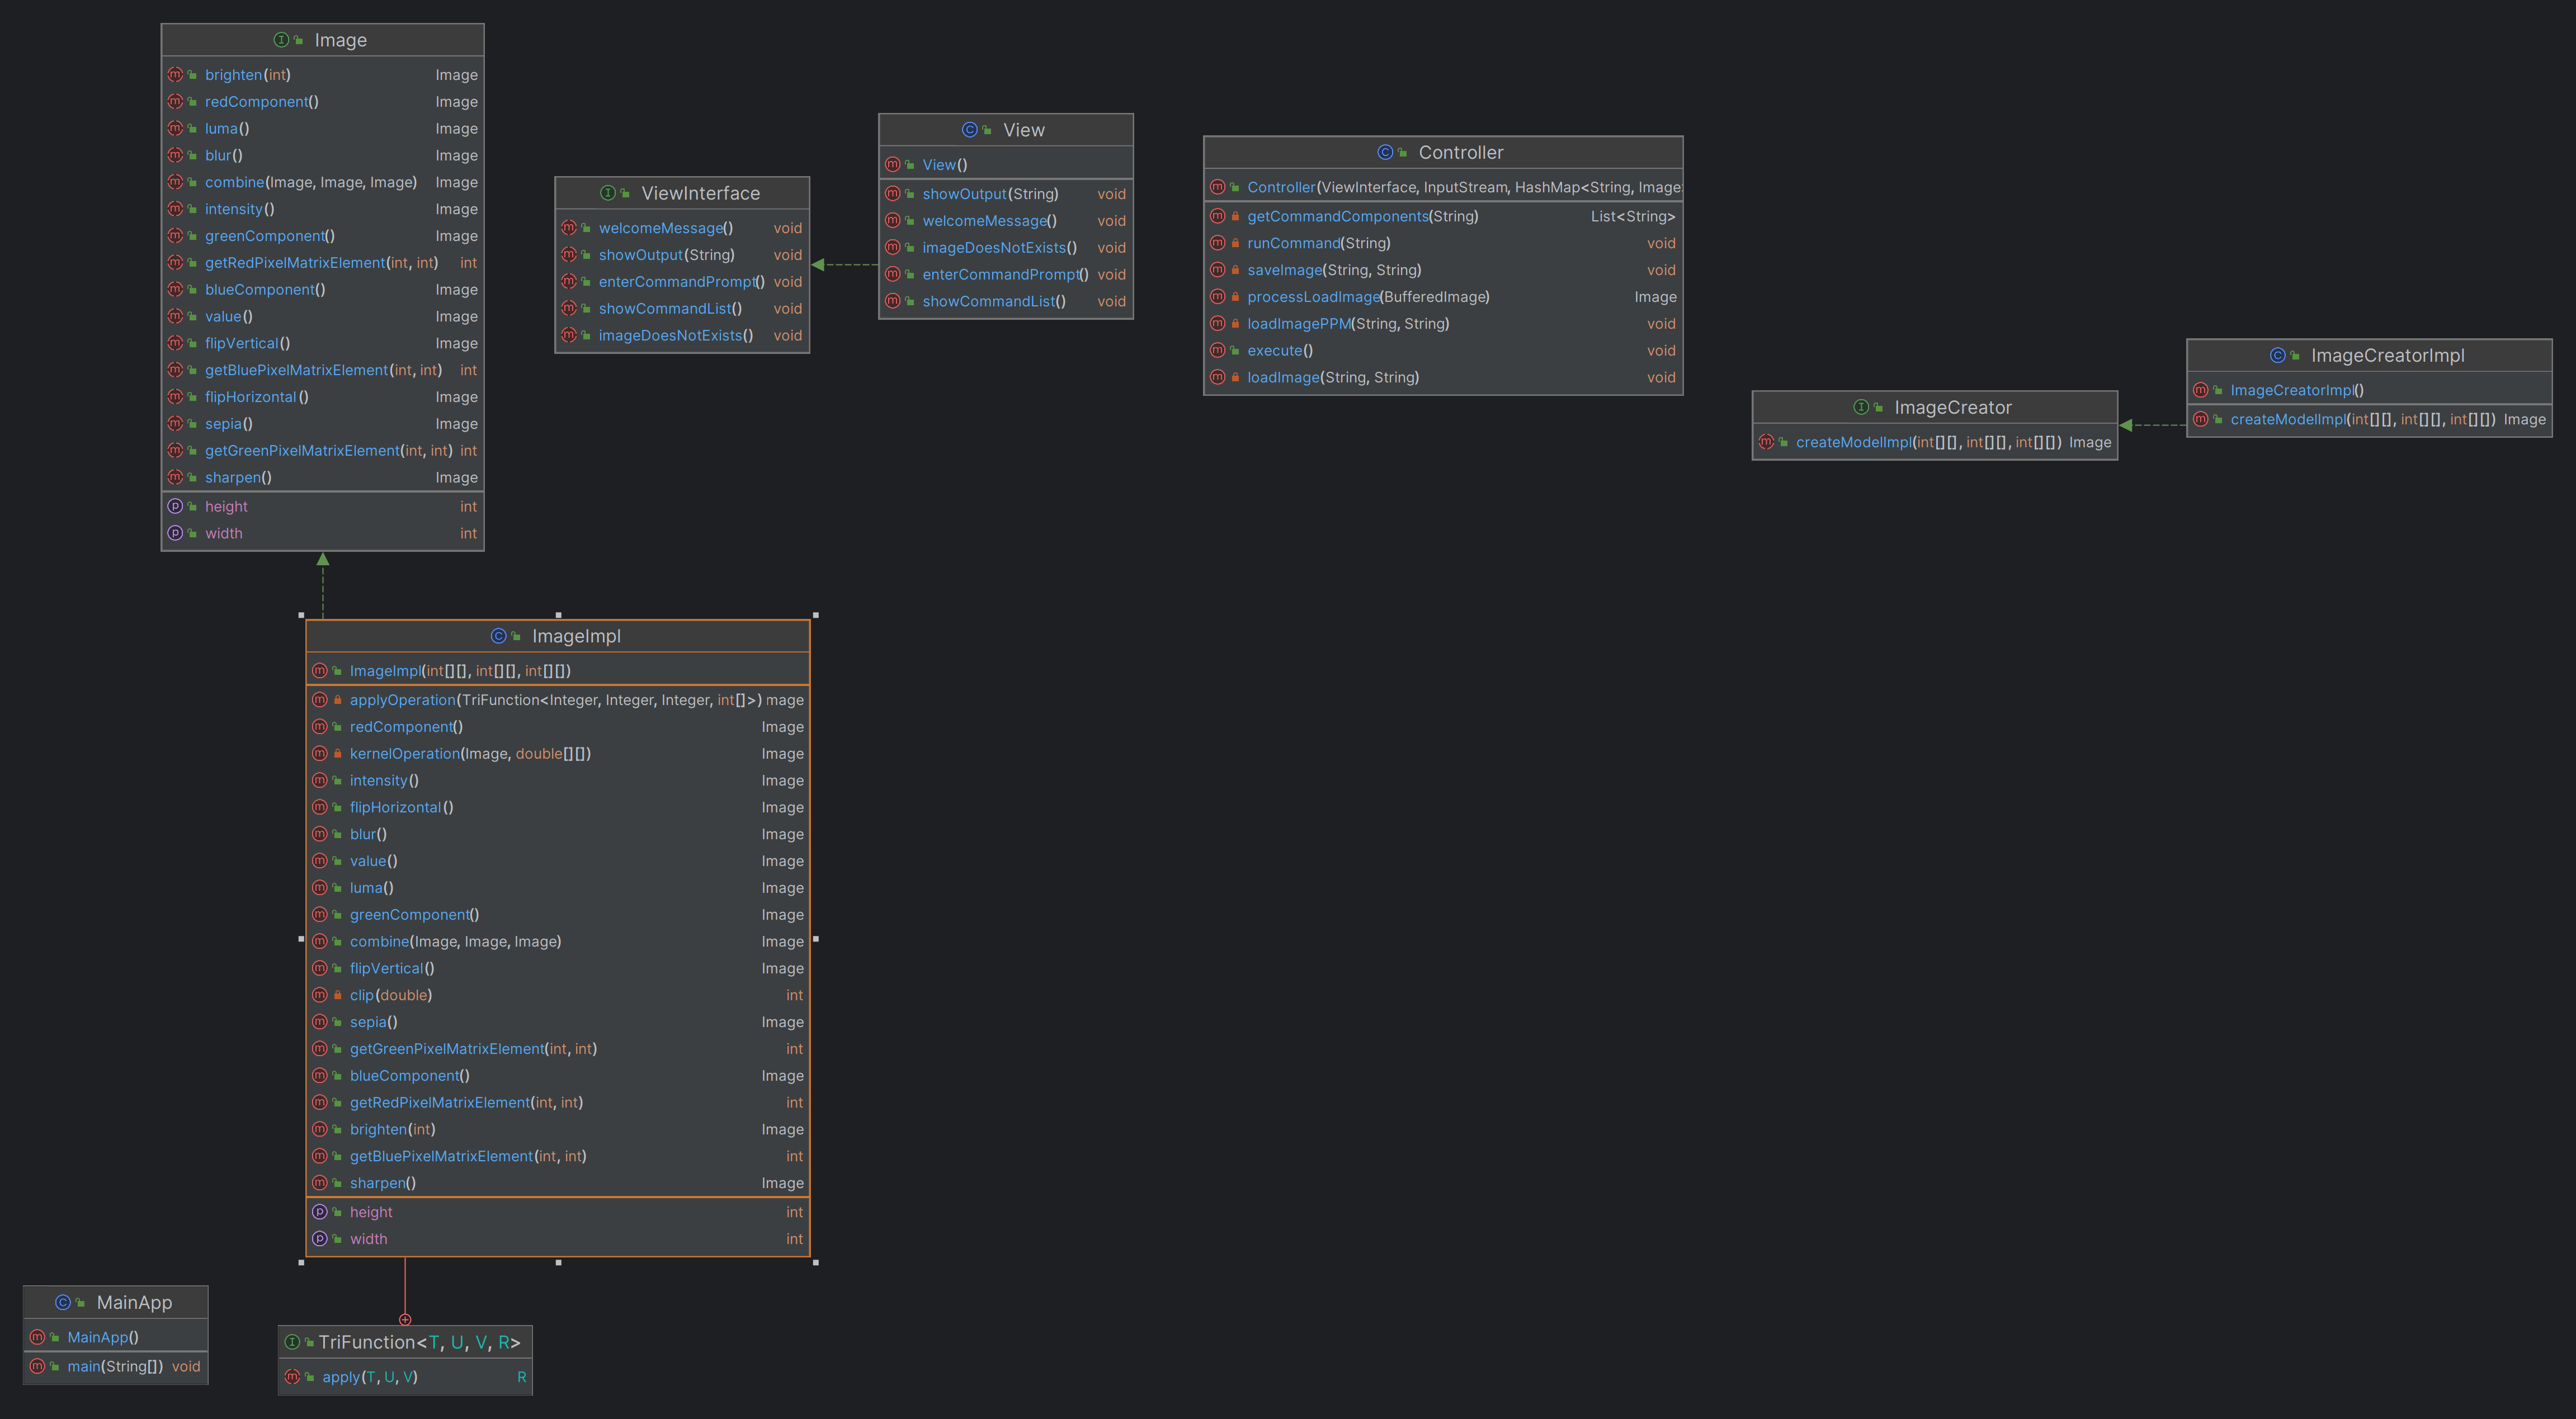 Image
brighten(int) Image
redComponent() Image
luma() Image
blur() Image
combine(Image, Image, Image) Image
intensity() Image
greenComponent() Image
getRedPixelMatrixElement(int, int) int
blueComponent() Image
value() Image
flipVertical() Image
getBluePixelMatrixElement(int, int) int
flipHorizontal() Image
sepia() Image
getGreenPixelMatrixElement(int, int) int
sharpen() Image
height int
width int
ViewInterface
welcomeMessage() void
showOutput(String) void
enterCommandPrompt() void
showCommandList() void
imageDoesNotExists() void
View
View()
showOutput(String) void
welcomeMessage() void
imageDoesNotExists() void
enterCommandPrompt() void
showCommandList() void
Controller
Controller(ViewInterface, InputStream, HashMap<String, Image
getCommandComponents(String) List<String>
runCommand(String) void
saveImage(String, String) void
processLoadImage(BufferedImage) Image
loadImagePPM(String, String) void
execute() void
loadImage(String, String) void
ImageCreator
createModelImpl(int[][], int[][], int[][]) Image
ImageCreatorImpl
ImageCreatorImpl()
createModelImpl(int[][], int[][], int[][]) Image
ImageImpl
ImageImpl(int[][], int[][], int[][])
applyOperation(TriFunction<Integer, Integer, Integer, int[]>) mage
redComponent() Image
kernelOperation(Image, double[][]) Image
intensity() Image
flipHorizontal() Image
blur() Image
value() Image
luma() Image
greenComponent() Image
combine(Image, Image, Image) Image
flipVertical() Image
clip(double) int
sepia() Image
getGreenPixelMatrixElement(int, int) int
blueComponent() Image
getRedPixelMatrixElement(int, int) int
brighten(int) Image
getBluePixelMatrixElement(int, int) int
sharpen() Image
height int
width int
MainApp
MainApp()
main(String[]) void
TriFunction<T, U, V, R>
apply(T, U, V) R